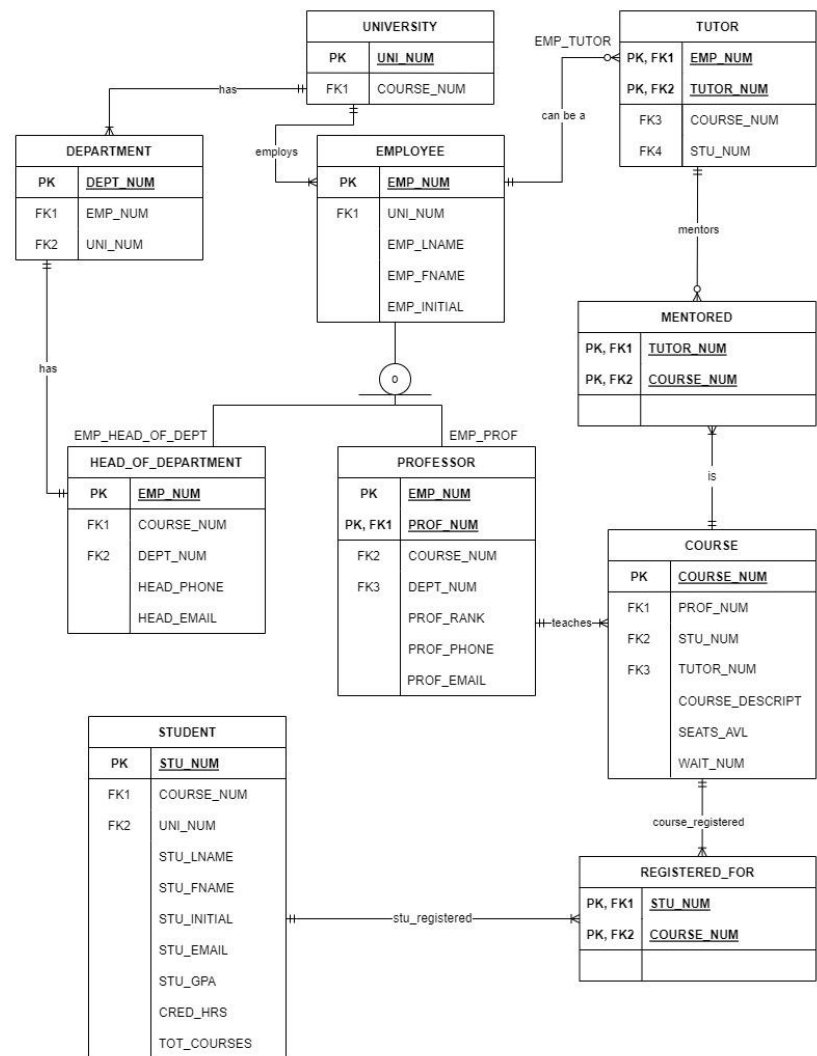 UNIVERSITY
PK UNI_NUM
FK1 COURSE_NUM
EMP_TUTOR
TUTOR
PK, FK1 EMP_NUM
PK, FK2 TUTOR_NUM
FK3 COURSE_NUM
FK4 STU_NUM
has
employs
can be a
DEPARTMENT
PK DEPT_NUM
FK1 EMP_NUM
FK2 UNI_NUM
EMPLOYEE
PK EMP_NUM
FK1 UNI_NUM
EMP_LNAME
EMP_FNAME
EMP_INITIAL
mentors
MENTORED
PK, FK1 TUTOR_NUM
PK, FK2 COURSE_NUM
has
o
EMP_HEAD_OF_DEPT
EMP_PROF
HEAD_OF_DEPARTMENT
PK EMP_NUM
FK1 COURSE_NUM
FK2 DEPT_NUM
HEAD_PHONE
HEAD_EMAIL
PROFESSOR
PK EMP_NUM
PK, FK1 PROF_NUM
FK2 COURSE_NUM
FK3 DEPT_NUM
PROF_RANK
PROF_PHONE
PROF_EMAIL
is
teaches
COURSE
PK COURSE_NUM
FK1 PROF_NUM
FK2 STU_NUM
FK3 TUTOR_NUM
COURSE_DESCRIPT
SEATS_AVL
WAIT_NUM
course_registered
STUDENT
PK STU_NUM
FK1 COURSE_NUM
FK2 UNI_NUM
STU_LNAME
STU_FNAME
STU_INITIAL
STU_EMAIL
STU_GPA
CRED_HRS
TOT_COURSES
stu_registered
REGISTERED_FOR
PK, FK1 STU_NUM
PK, FK2 COURSE_NUM